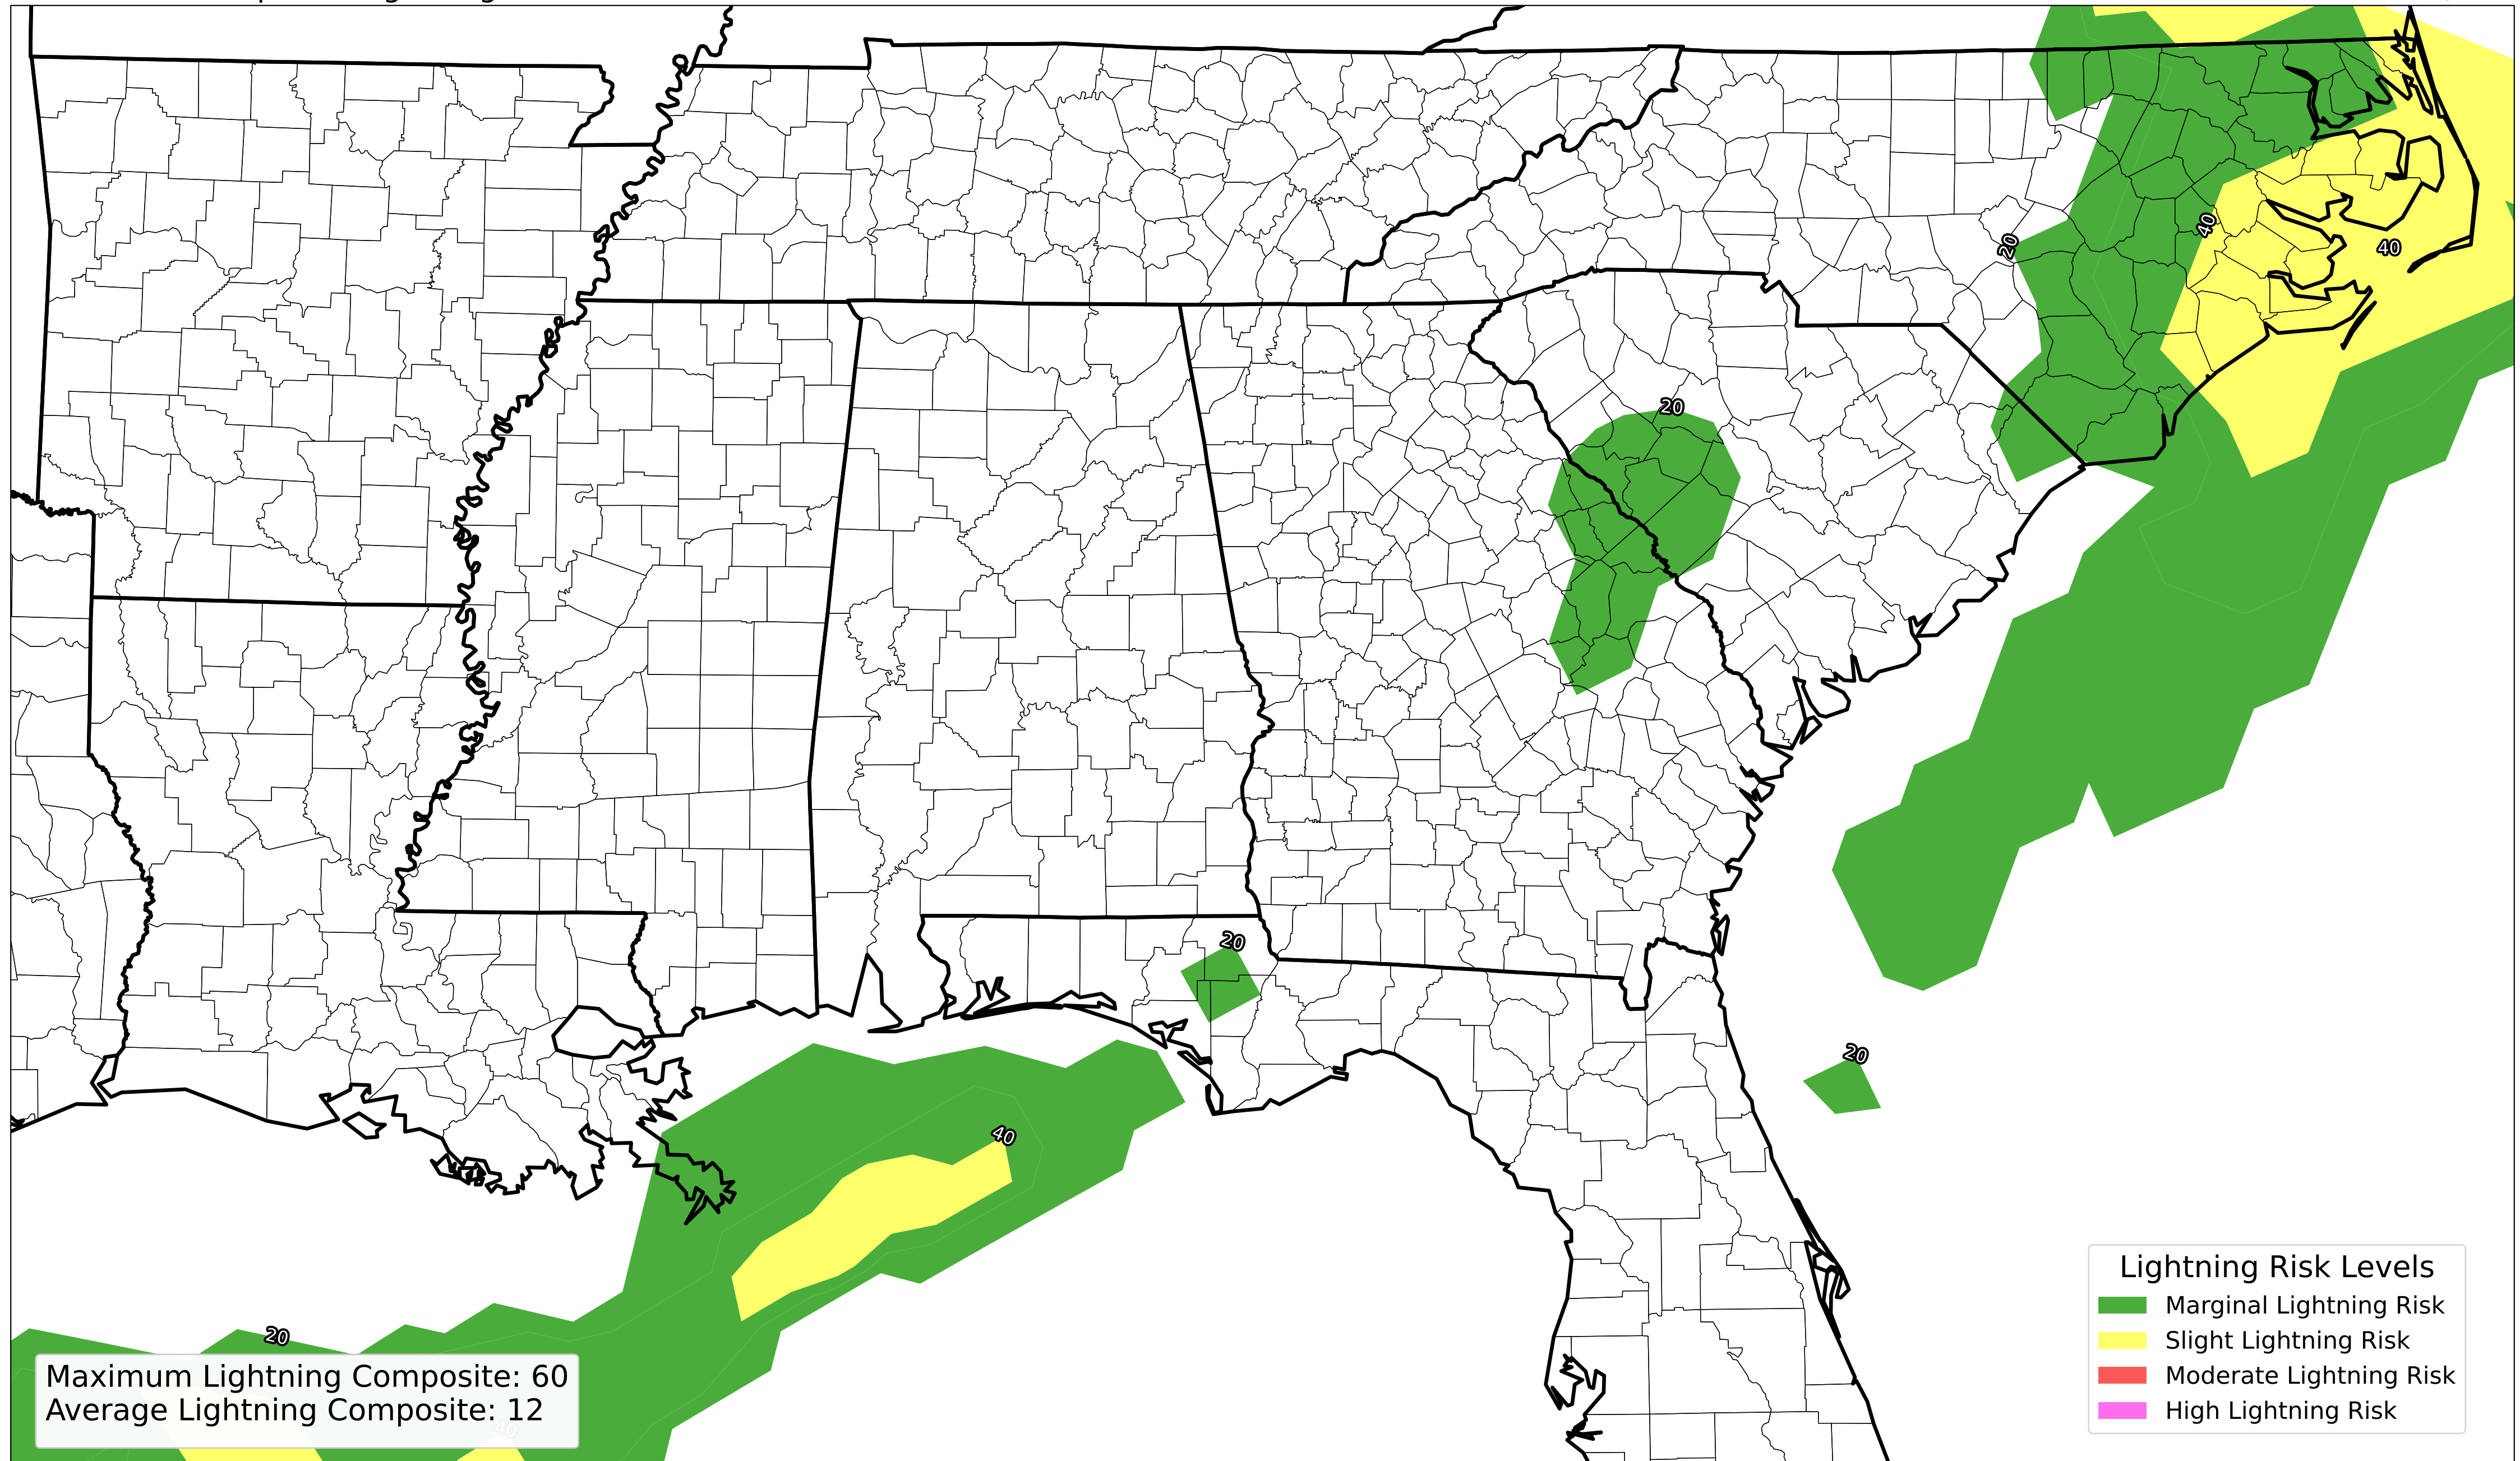 20
40
40
20
20
20
40
20
Maximum Lightning Composite: 60
Average Lightning Composite: 12
40
Lightning Risk Levels
Marginal Lightning Risk
Slight Lightning Risk
Moderate Lightning Risk
High Lightning Risk